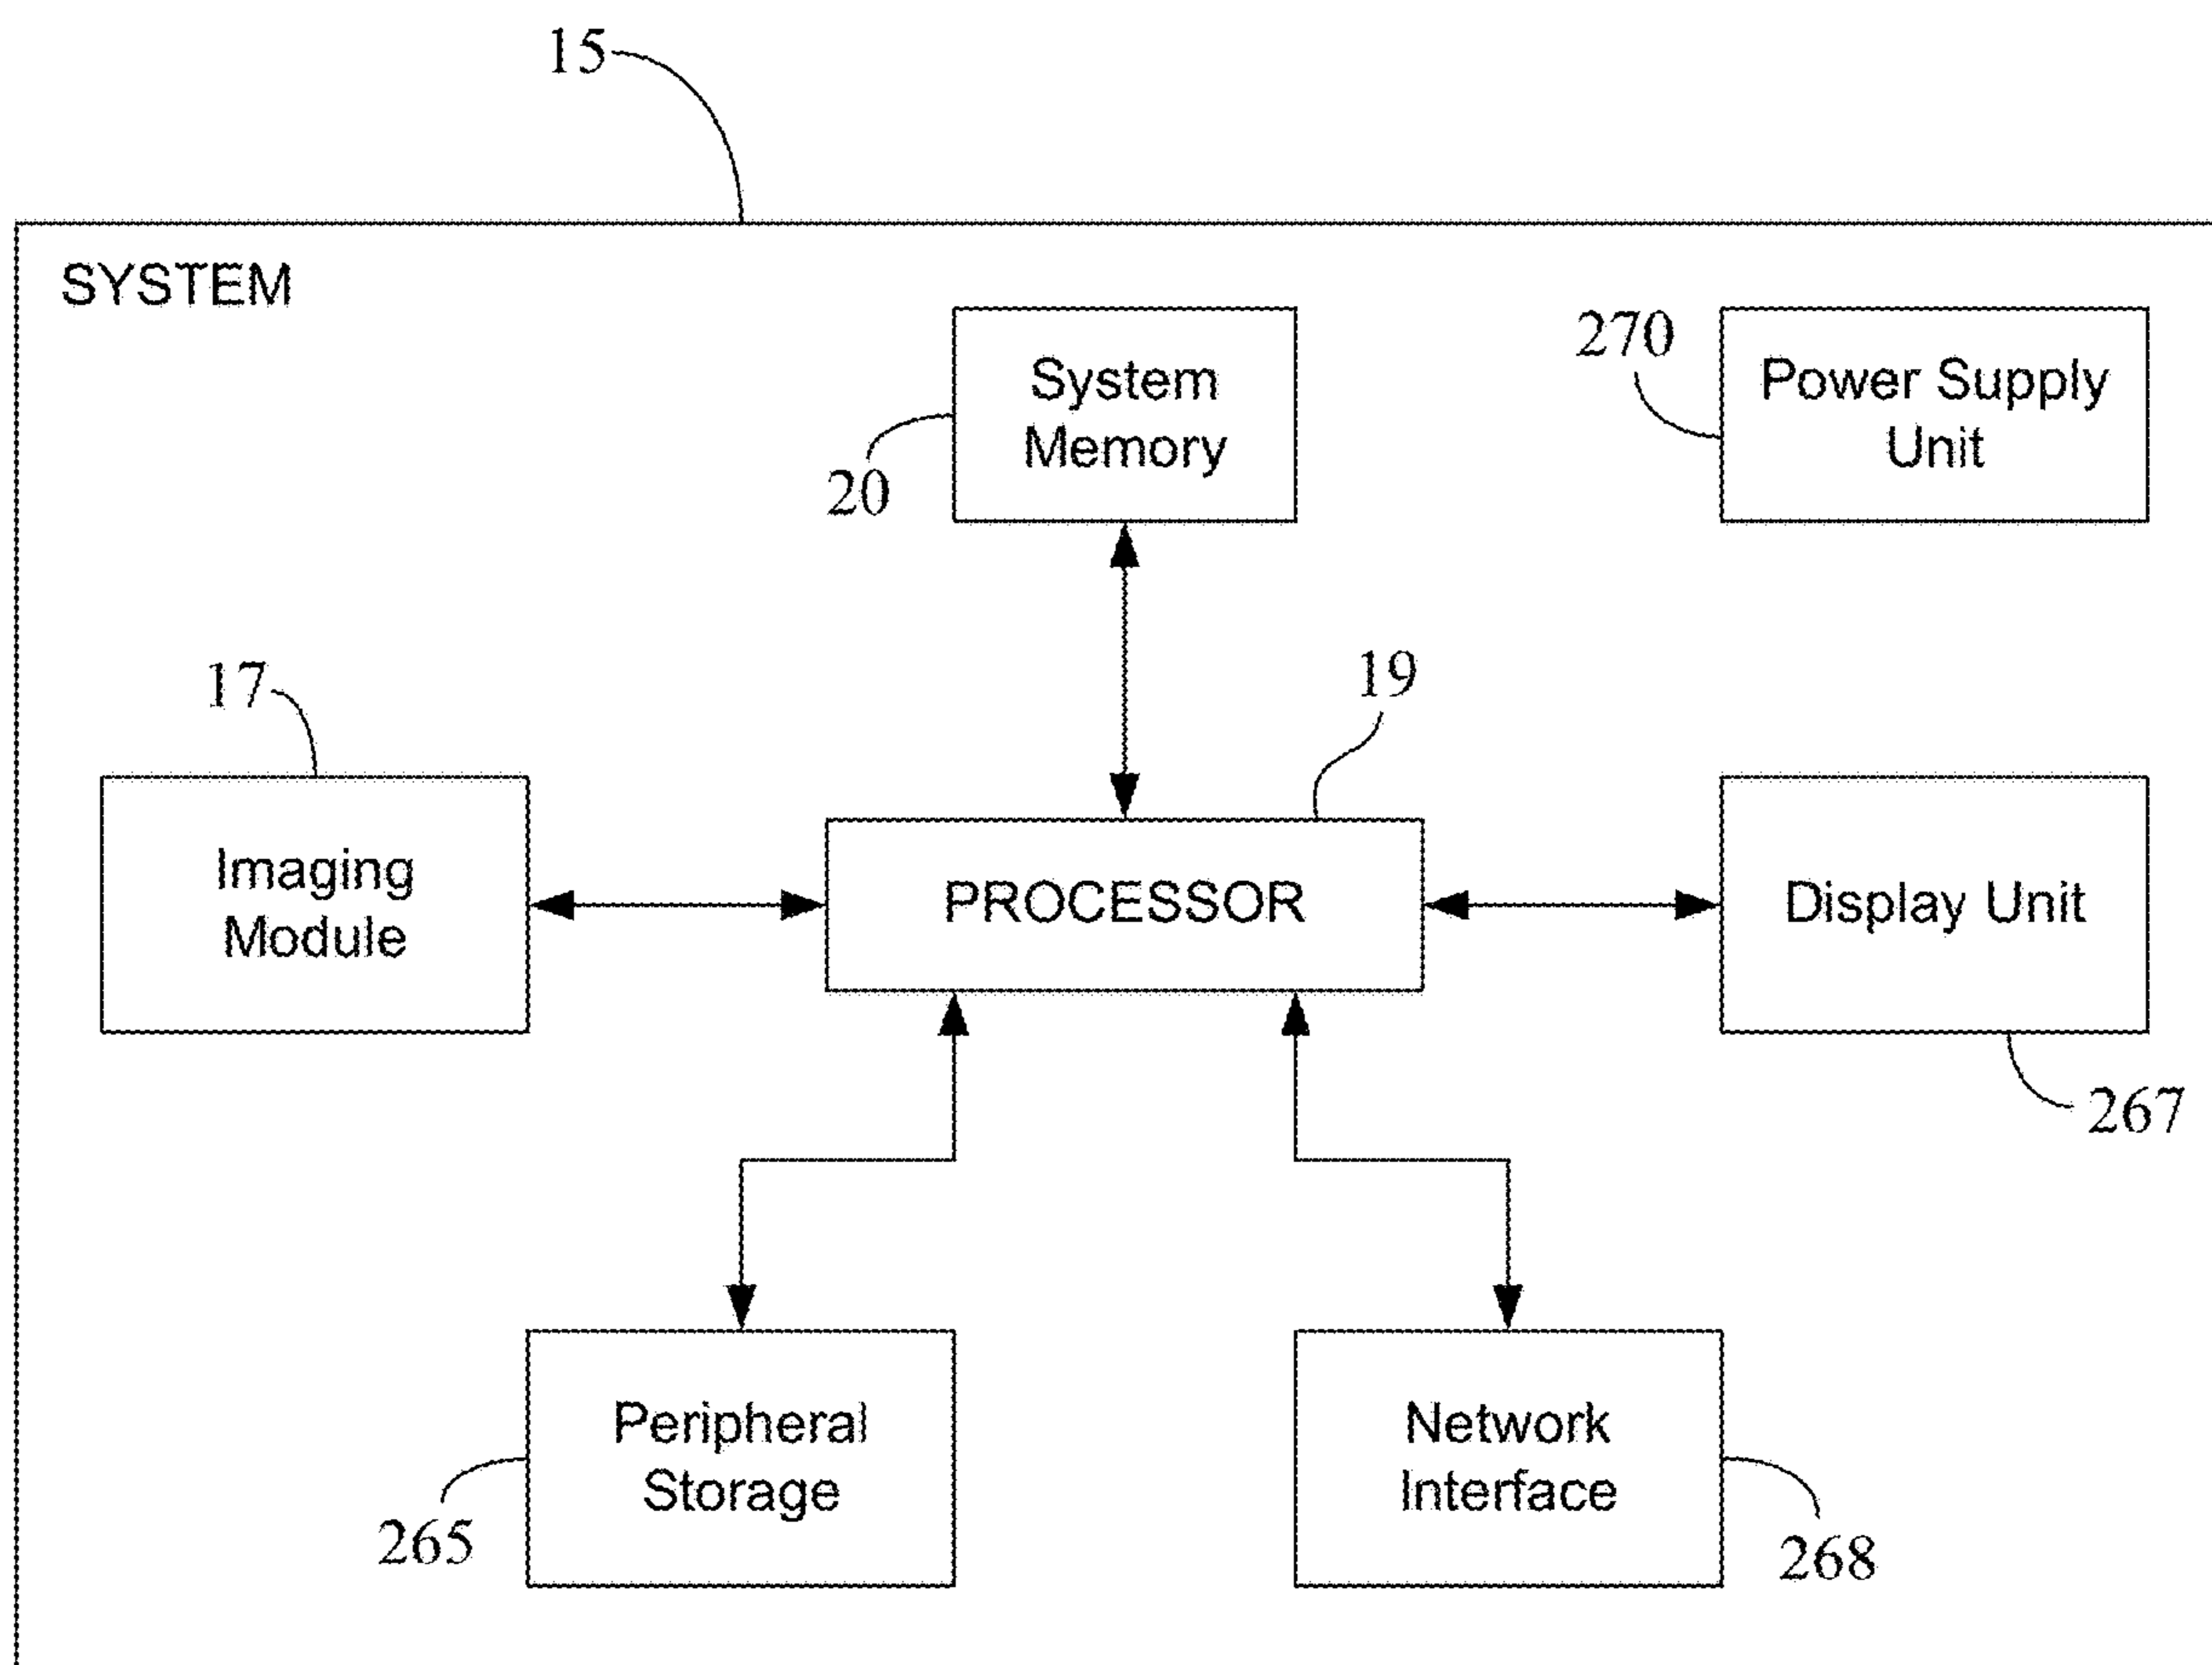 15
SYSTEM
System
Memory
20
270
Power Supply
Unit
17
Imaging
Module
19
PROCESSOR
Display Unit
267
Peripheral
Storage
265
Network
Interface
268